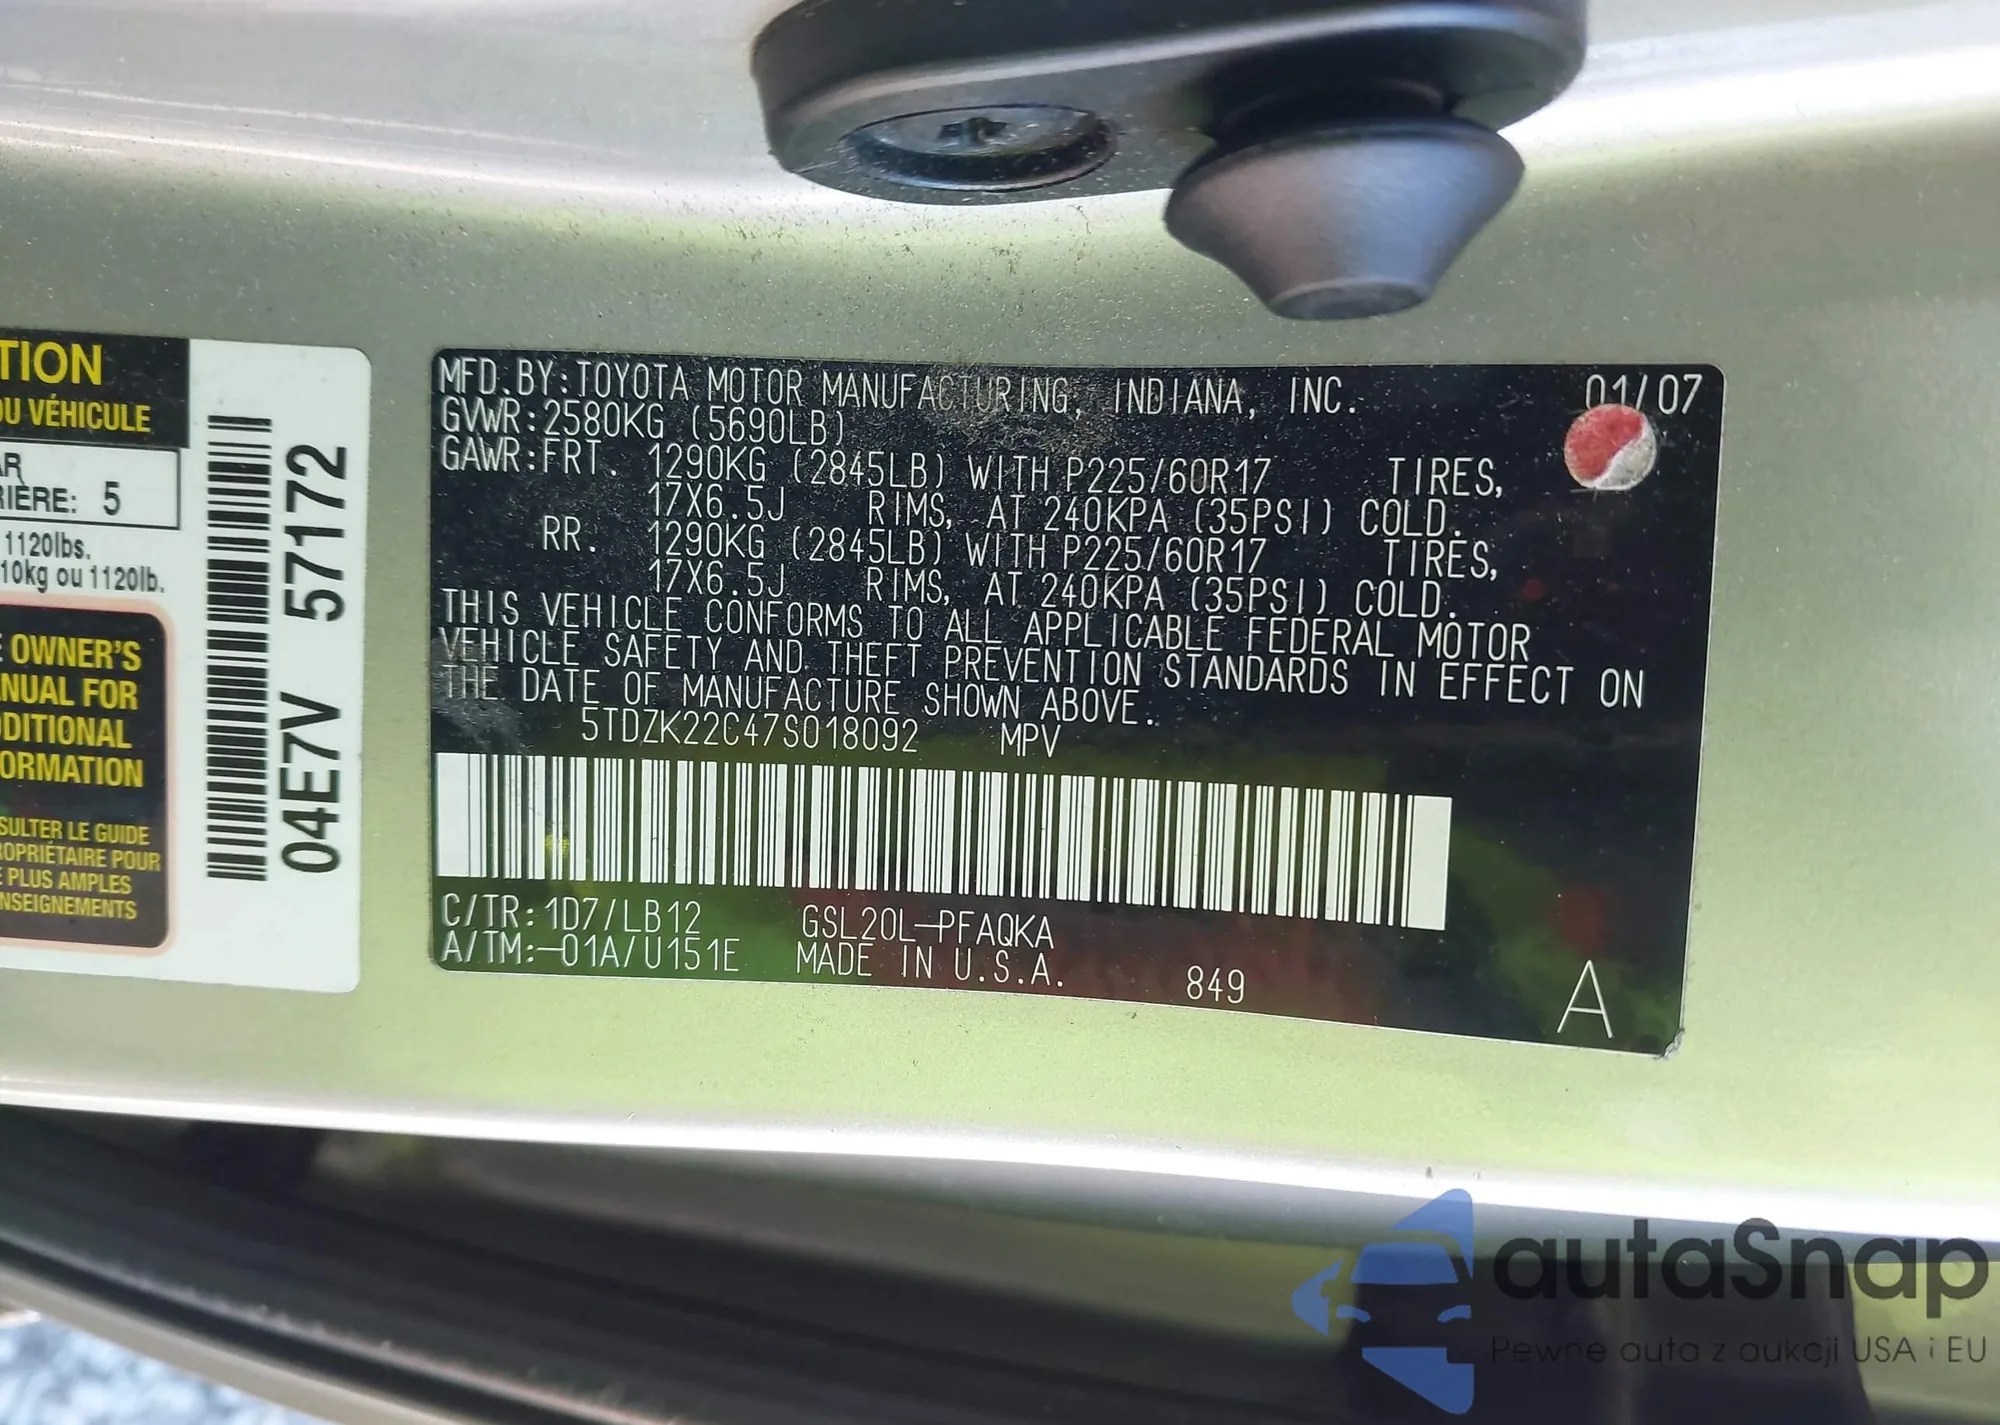 TION
OU VÉHICULE
AR
RIÈRE: 5
1120lbs.
10kg ou 1120lb.
OWNER'S
NUAL FOR
DDITIONAL
ORMATION
SULTER LE GUIDE
ROPRIÉTAIRE POUR
E PLUS AMPLES
NSEIGNEMENTS
04E7V 57172
MFD.BY:TOYOTA MOTOR MANUFACTURING, INDIANA, INC. 01/07
GVWR:2580KG (5690LB)
GAWR:FRT. 1290KG (2845LB) WITH P225/60R17 TIRES,
17X6.5J RIMS, AT 240KPA (35PSI) COLD.
RR. 1290KG (2845LB) WITH P225/60R17 TIRES,
17X6.5J RIMS, AT 240KPA (35PSI) COLD.
THIS VEHICLE CONFORMS TO ALL APPLICABLE FEDERAL MOTOR
VEHICLE SAFETY AND THEFT PREVENTION STANDARDS IN EFFECT ON
THE DATE OF MANUFACTURE SHOWN ABOVE.
5TDZK22C47S018092 MPV
C/TR:1D7/LB12 GSL20L-PFAQKA
A/TM:-01A/U151E MADE IN U.S.A. 849
A
autaSnap
Pewne auta z aukcji USA i EU